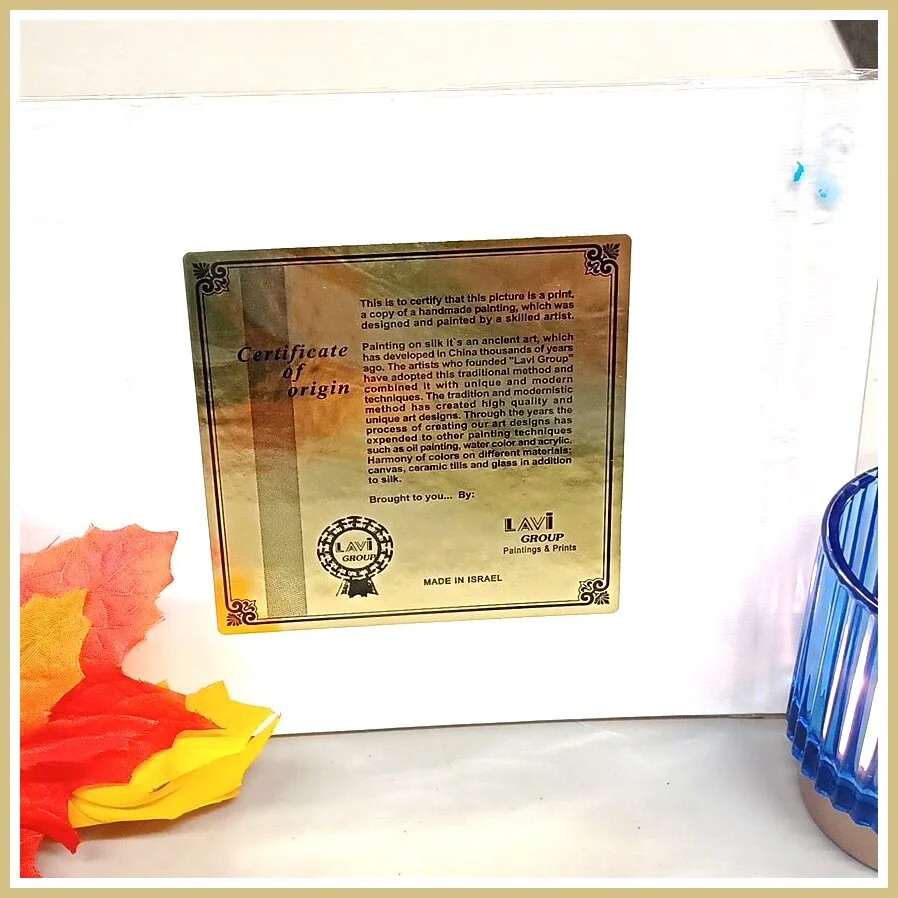 Certificate
of
origin
This is to certify that this picture is a print,
a copy of a handmade painting, which was
designed and painted by a skilled artist.
Painting on silk it`s an ancient art, which
has developed in China thousands of years
ago. The artists who founded "Lavi Group"
have adopted this traditional method and
combined it with unique and modern
techniques. The tradition and modernistic
method has created high quality and
unique art designs. Through the years the
process of creating our art designs has
expended to other painting techniques
such as oil painting, water color and acrylic.
Harmony of colors on different materials;
canvas, ceramic tills and glass in addition
to silk.
Brought to you... By:
LAVI
GROUP
LAVI
GROUP
Paintings & Prints
MADE IN ISRAEL